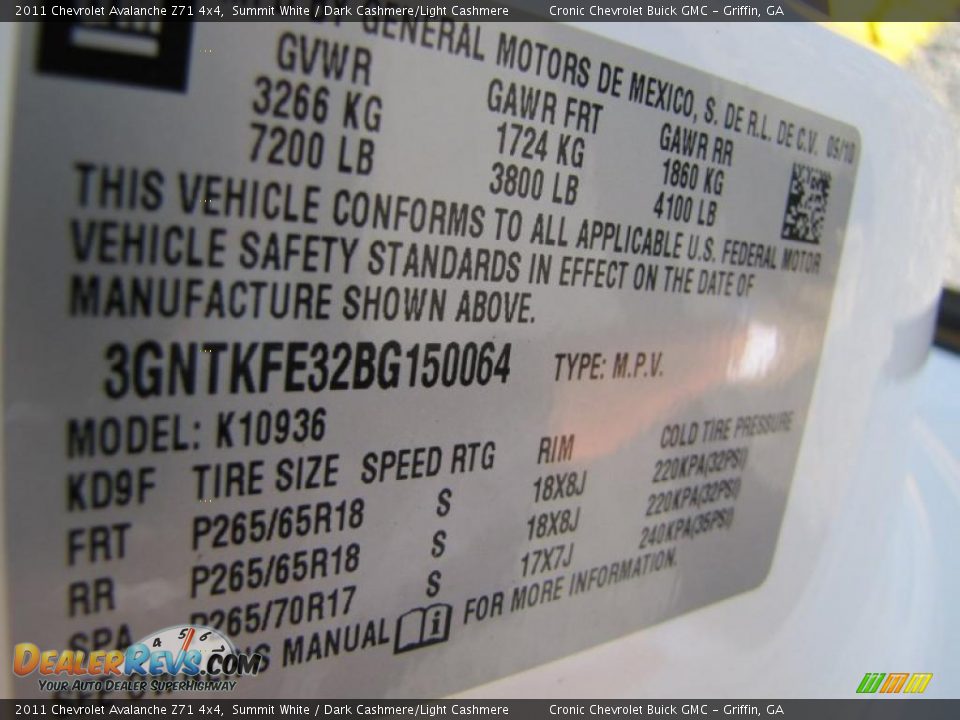 2011 Chevrolet Avalanche Z71 4x4, Summit White / Dark Cashmere/Light Cashmere Cronic Chevrolet Buick GMC – Griffin, GA
GM
GENERAL MOTORS DE MEXICO, S. DE R.L. DE C.V. 05/10
GVWR GAWR FRT GAWR RR
3266 KG 1724 KG 1860 KG
7200 LB 3800 LB 4100 LB
THIS VEHICLE CONFORMS TO ALL APPLICABLE U.S. FEDERAL MOTOR
VEHICLE SAFETY STANDARDS IN EFFECT ON THE DATE OF
MANUFACTURE SHOWN ABOVE.
3GNTKFE32BG150064 TYPE: M.P.V.
MODEL: K10936
KD9F TIRE SIZE SPEED RTG RIM COLD TIRE PRESSURE
FRT P265/65R18 S 18X8J 220KPA(32PSI)
RR P265/65R18 S 18X8J 220KPA(32PSI)
SPA P265/70R17 S 17X7J 240KPA(35PSI)
SEE OWNERS MANUAL FOR MORE INFORMATION.
4 5 6
DealerRevs.com
Your Auto Dealer SuperHighway
2011 Chevrolet Avalanche Z71 4x4, Summit White / Dark Cashmere/Light Cashmere Cronic Chevrolet Buick GMC – Griffin, GA